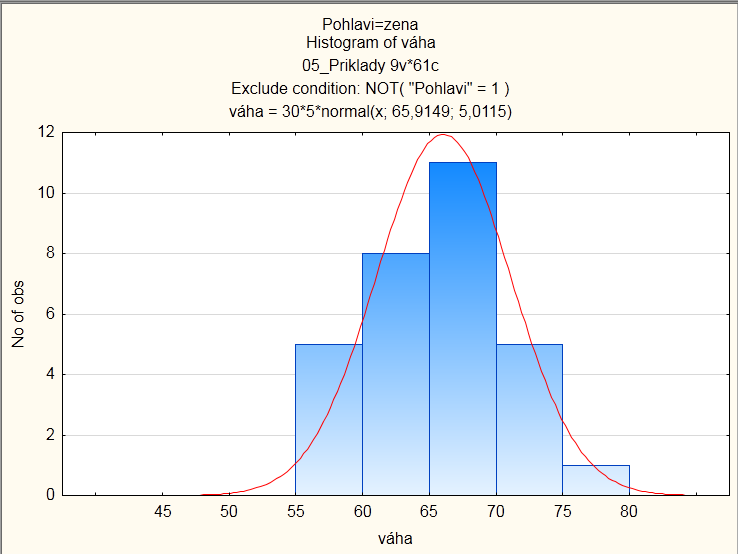 Pohlavi=zena
Histogram of váha
05_Priklady 9v*61c
Exclude condition: NOT( "Pohlavi" = 1 )
váha = 30*5*normal(x; 65,9149; 5,0115)
12
10
8
6
4
2
0
No of obs
45 50 55 60 65 70 75 80
váha